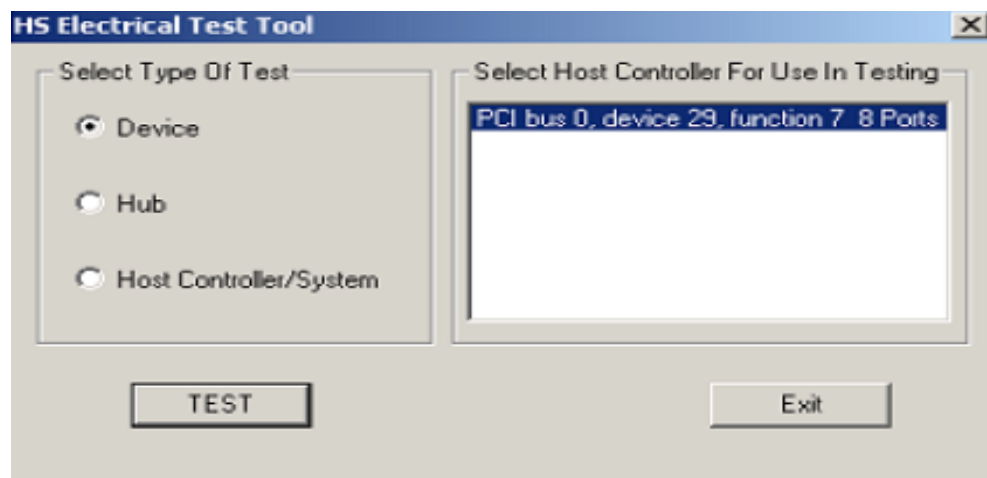 HS Electrical Test Tool
Select Type Of Test
Device
Hub
Host Controller/System
Select Host Controller For Use In Testing
PCI bus 0, device 29, function 7 8 Ports
TEST
Exit